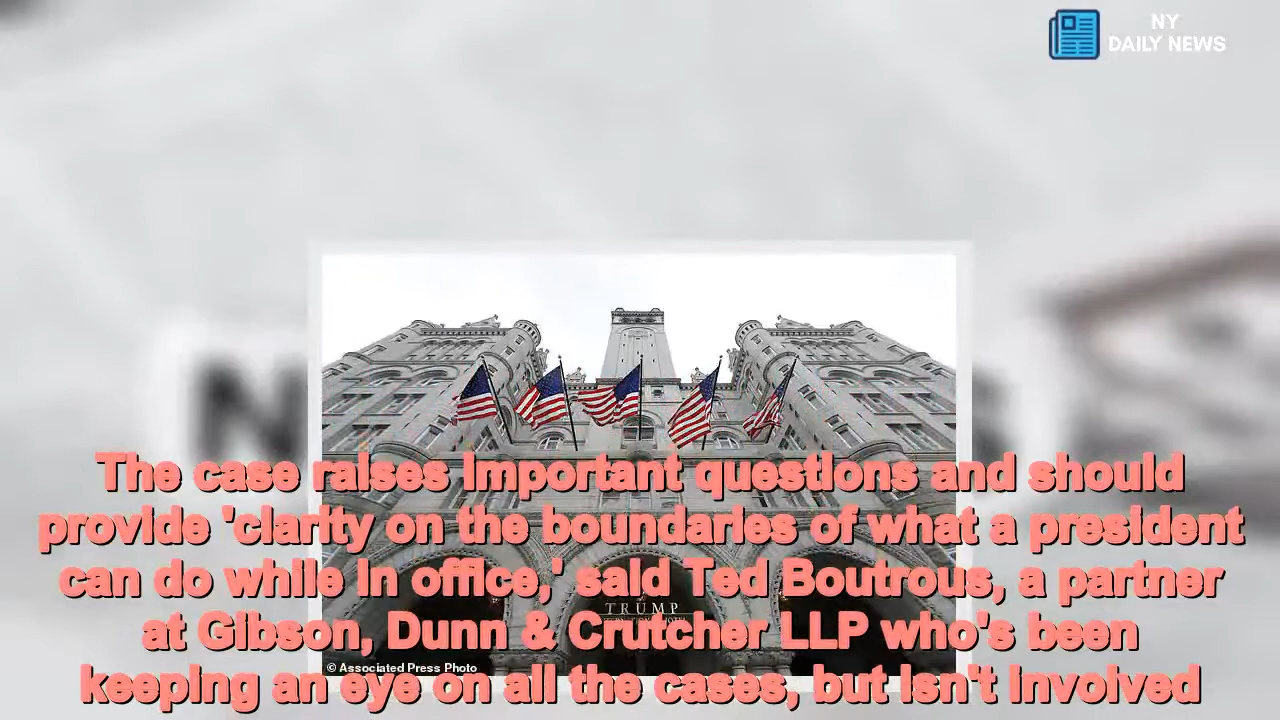 NY
DAILY NEWS
The case raises important questions and should
provide 'clarity on the boundaries of what a president
can do while in office,' said Ted Boutrous, a partner
at Gibson, Dunn & Crutcher LLP who's been
keeping an eye on all the cases, but isn't involved
TRUMP
© Associated Press Photo